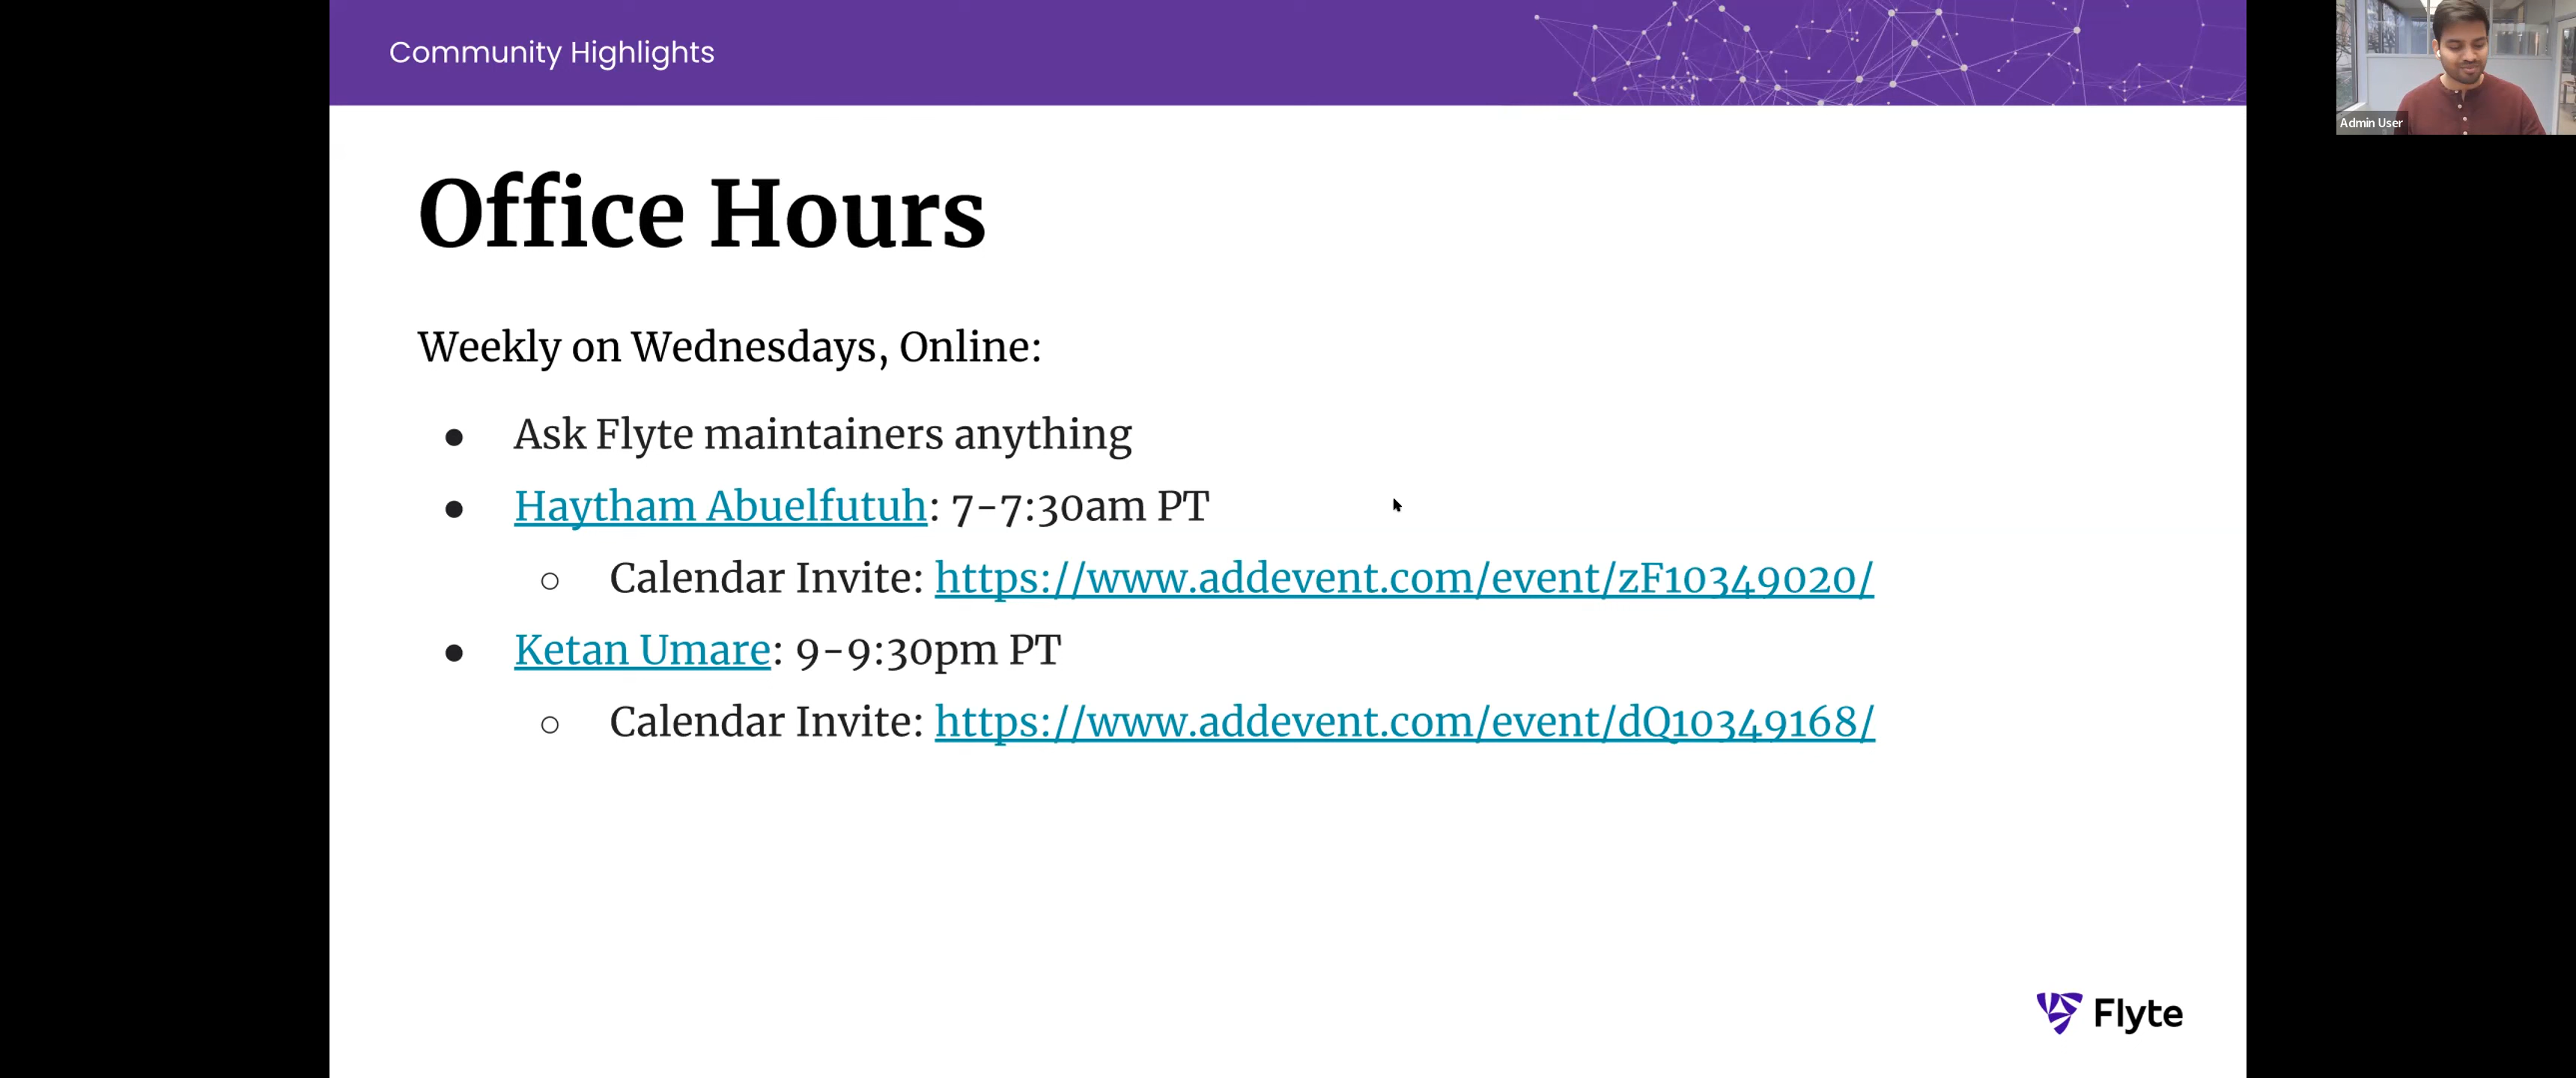 Community Highlights
Admin User
Office Hours
Weekly on Wednesdays, Online:
● Ask Flyte maintainers anything
● Haytham Abuelfutuh: 7-7:30am PT
○ Calendar Invite: https://www.addevent.com/event/zF10349020/
● Ketan Umare: 9-9:30pm PT
○ Calendar Invite: https://www.addevent.com/event/dQ10349168/
Flyte